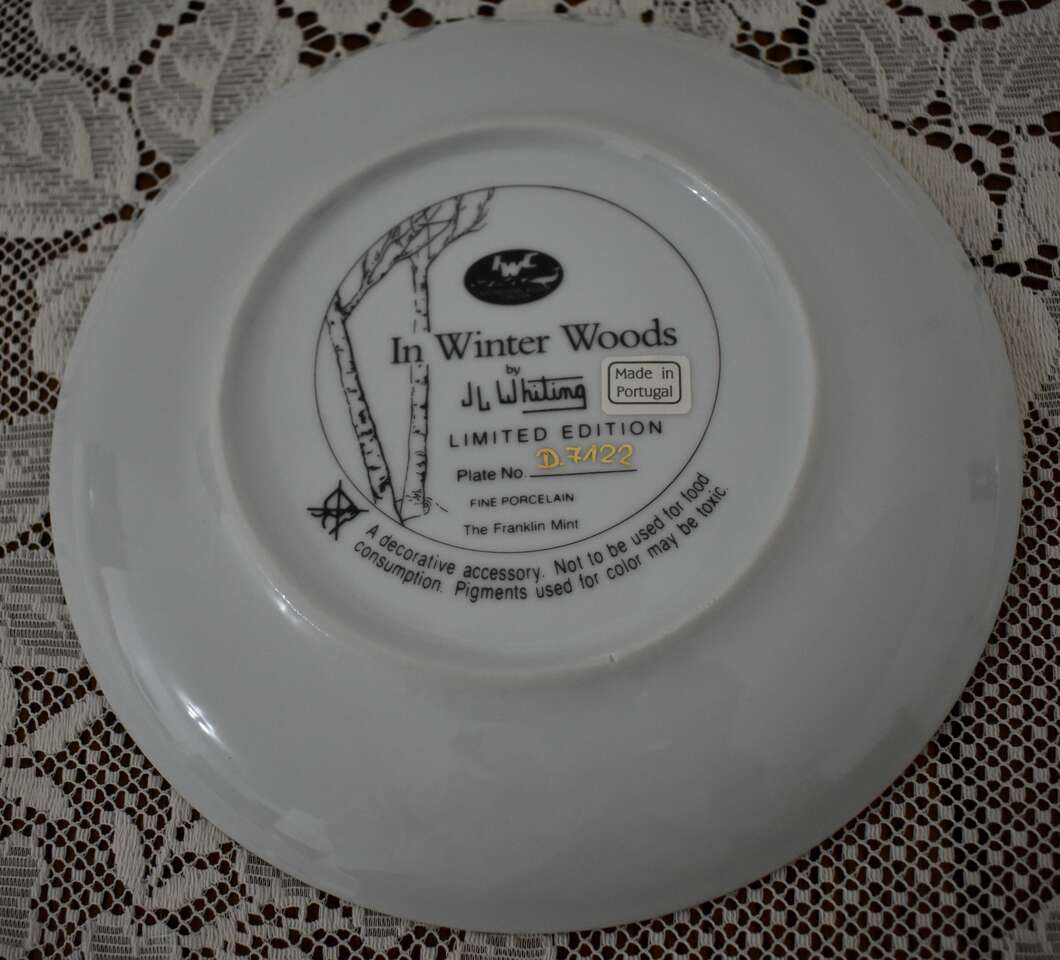 IWC
In Winter Woods
by
JL Whiting
Made in
Portugal
LIMITED EDITION
Plate No. D.7122
FINE PORCELAIN
The Franklin Mint
A decorative accessory. Not to be used for food
consumption. Pigments used for color may be toxic.